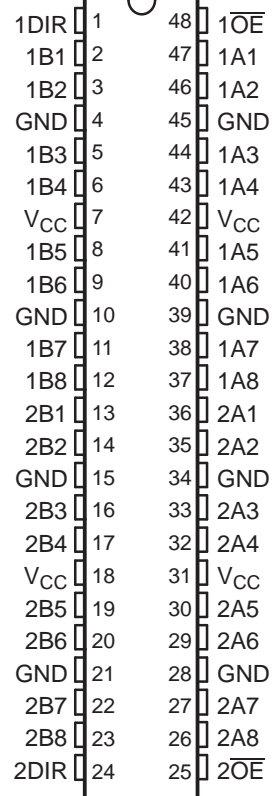 1DIR 1 48 1O̅E̅
1B1 2 47 1A1
1B2 3 46 1A2
GND 4 45 GND
1B3 5 44 1A3
1B4 6 43 1A4
VCC 7 42 VCC
1B5 8 41 1A5
1B6 9 40 1A6
GND 10 39 GND
1B7 11 38 1A7
1B8 12 37 1A8
2B1 13 36 2A1
2B2 14 35 2A2
GND 15 34 GND
2B3 16 33 2A3
2B4 17 32 2A4
VCC 18 31 VCC
2B5 19 30 2A5
2B6 20 29 2A6
GND 21 28 GND
2B7 22 27 2A7
2B8 23 26 2A8
2DIR 24 25 2O̅E̅